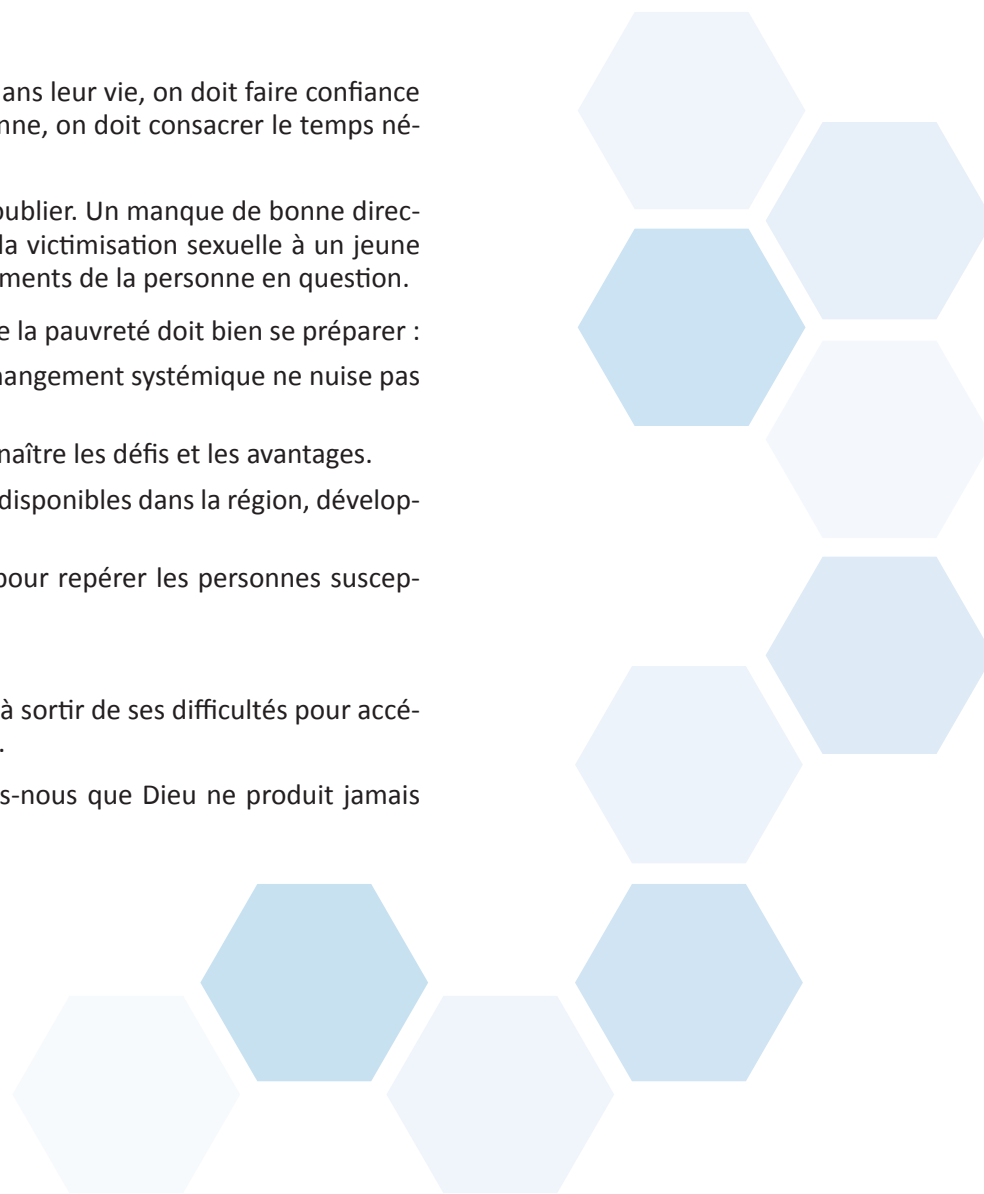 ans leur vie, on doit faire confiance
nne, on doit consacrer le temps né-
oublier. Un manque de bonne direc-
la victimisation sexuelle à un jeune
ments de la personne en question.
e la pauvreté doit bien se préparer :
hangement systémique ne nuise pas
naître les défis et les avantages.
disponibles dans la région, dévelop-
pour repérer les personnes suscep-
à sortir de ses difficultés pour accé-
.
s-nous que Dieu ne produit jamais